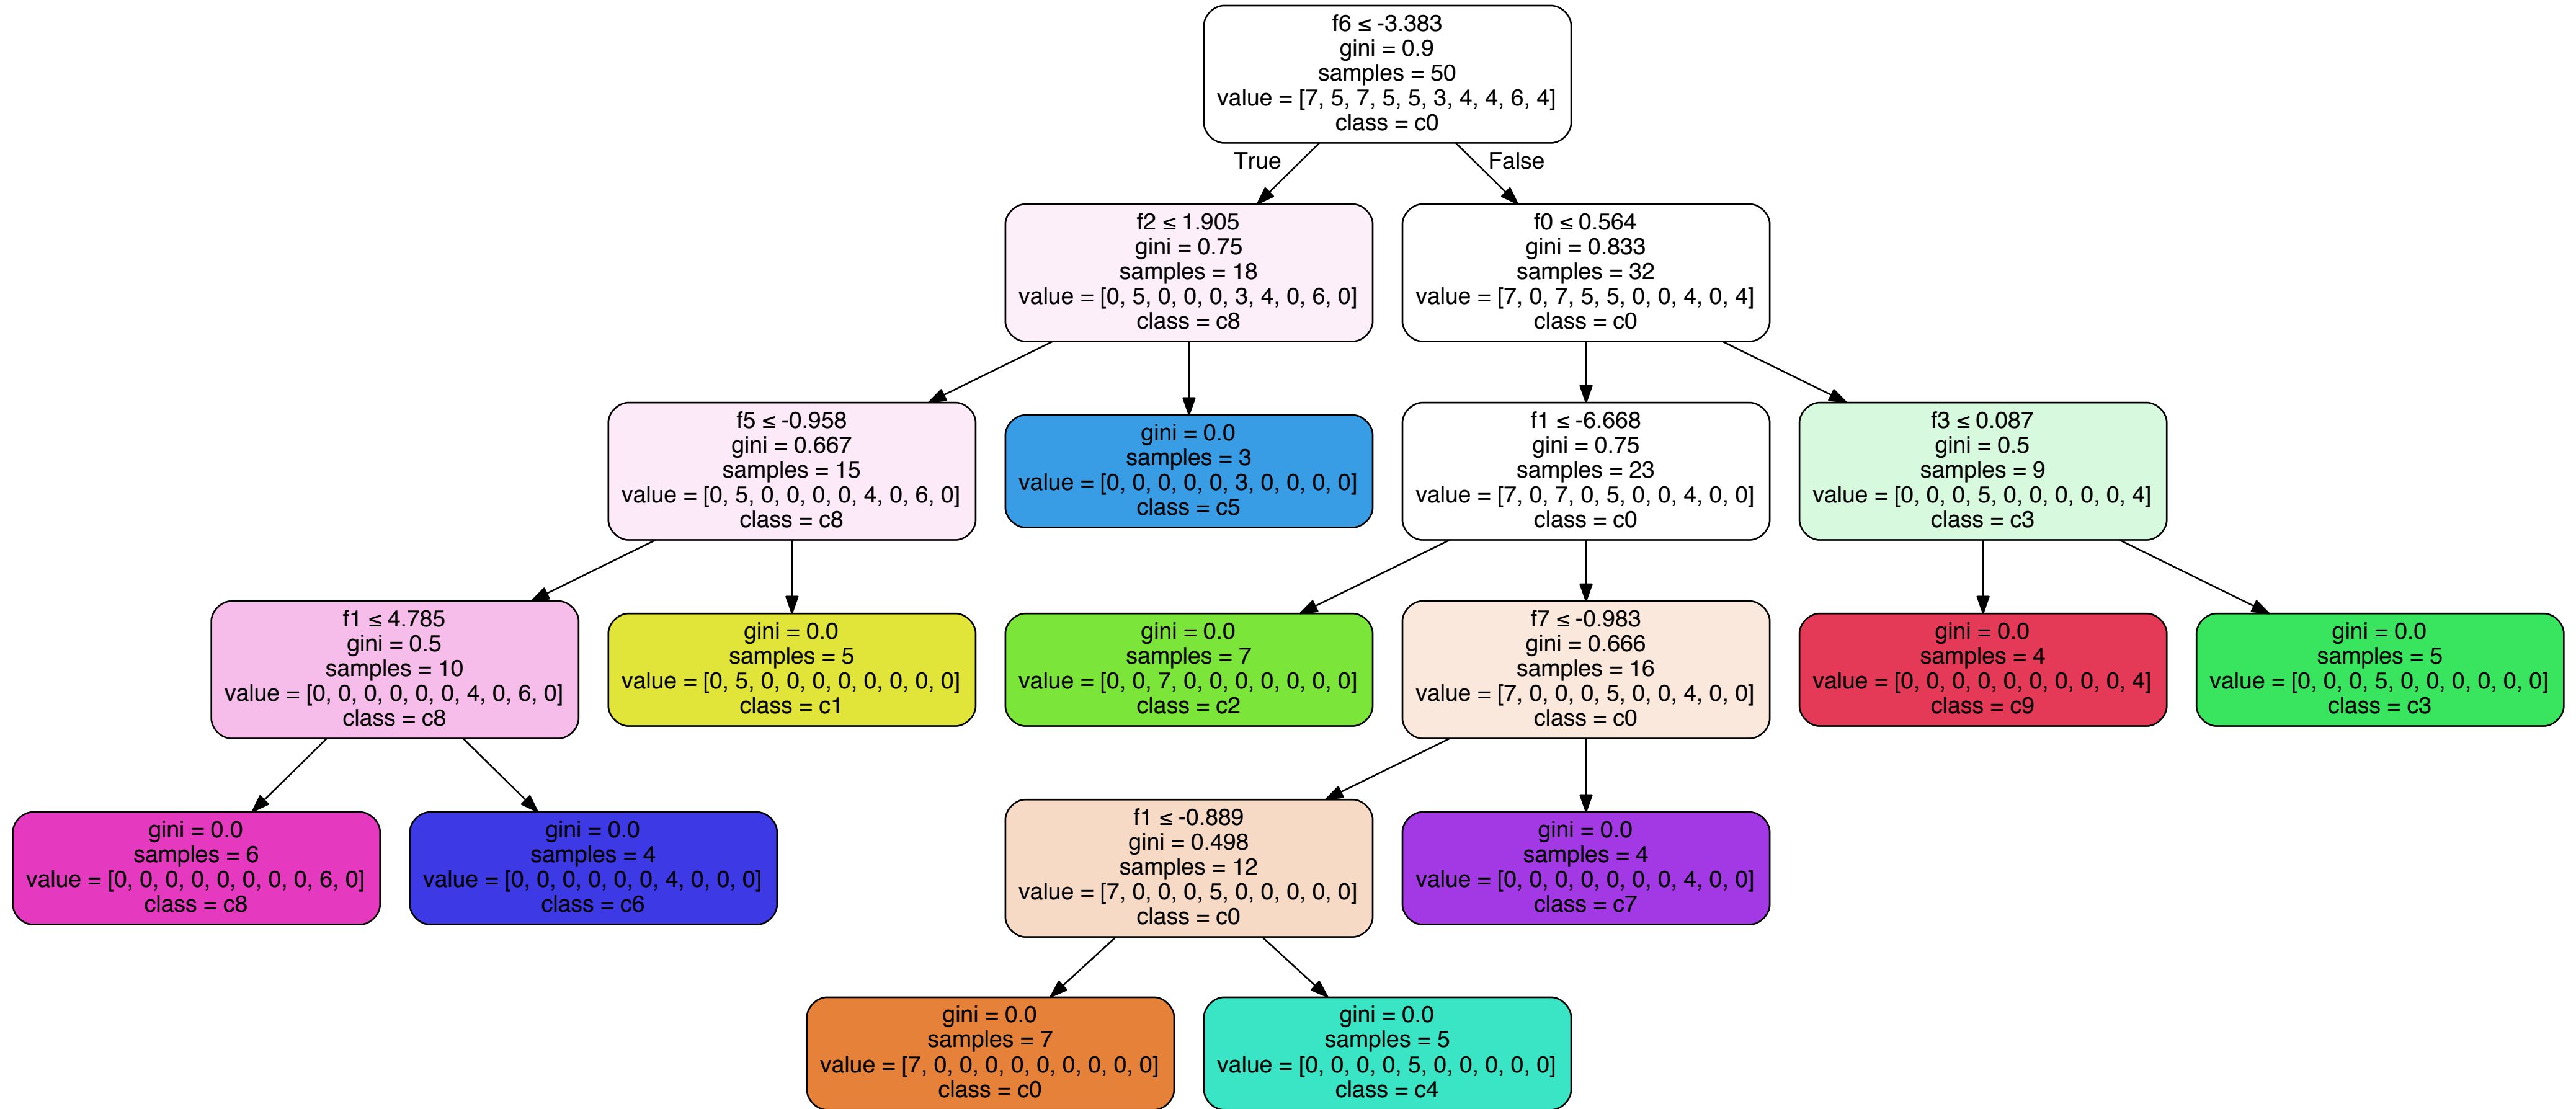 f6 ≤ -3.383
gini = 0.9
samples = 50
value = [7, 5, 7, 5, 5, 3, 4, 4, 6, 4]
class = c0
True
False
f2 ≤ 1.905
gini = 0.75
samples = 18
value = [0, 5, 0, 0, 0, 3, 4, 0, 6, 0]
class = c8
f0 ≤ 0.564
gini = 0.833
samples = 32
value = [7, 0, 7, 5, 5, 0, 0, 4, 0, 4]
class = c0
f5 ≤ -0.958
gini = 0.667
samples = 15
value = [0, 5, 0, 0, 0, 0, 4, 0, 6, 0]
class = c8
gini = 0.0
samples = 3
value = [0, 0, 0, 0, 0, 3, 0, 0, 0, 0]
class = c5
f1 ≤ -6.668
gini = 0.75
samples = 23
value = [7, 0, 7, 0, 5, 0, 0, 4, 0, 0]
class = c0
f3 ≤ 0.087
gini = 0.5
samples = 9
value = [0, 0, 0, 5, 0, 0, 0, 0, 0, 4]
class = c3
f1 ≤ 4.785
gini = 0.5
samples = 10
value = [0, 0, 0, 0, 0, 0, 4, 0, 6, 0]
class = c8
gini = 0.0
samples = 5
value = [0, 5, 0, 0, 0, 0, 0, 0, 0, 0]
class = c1
gini = 0.0
samples = 7
value = [0, 0, 7, 0, 0, 0, 0, 0, 0, 0]
class = c2
f7 ≤ -0.983
gini = 0.666
samples = 16
value = [7, 0, 0, 0, 5, 0, 0, 4, 0, 0]
class = c0
gini = 0.0
samples = 4
value = [0, 0, 0, 0, 0, 0, 0, 0, 0, 4]
class = c9
gini = 0.0
samples = 5
value = [0, 0, 0, 5, 0, 0, 0, 0, 0, 0]
class = c3
gini = 0.0
samples = 6
value = [0, 0, 0, 0, 0, 0, 0, 0, 6, 0]
class = c8
gini = 0.0
samples = 4
value = [0, 0, 0, 0, 0, 0, 4, 0, 0, 0]
class = c6
f1 ≤ -0.889
gini = 0.498
samples = 12
value = [7, 0, 0, 0, 5, 0, 0, 0, 0, 0]
class = c0
gini = 0.0
samples = 4
value = [0, 0, 0, 0, 0, 0, 0, 4, 0, 0]
class = c7
gini = 0.0
samples = 7
value = [7, 0, 0, 0, 0, 0, 0, 0, 0, 0]
class = c0
gini = 0.0
samples = 5
value = [0, 0, 0, 0, 5, 0, 0, 0, 0, 0]
class = c4